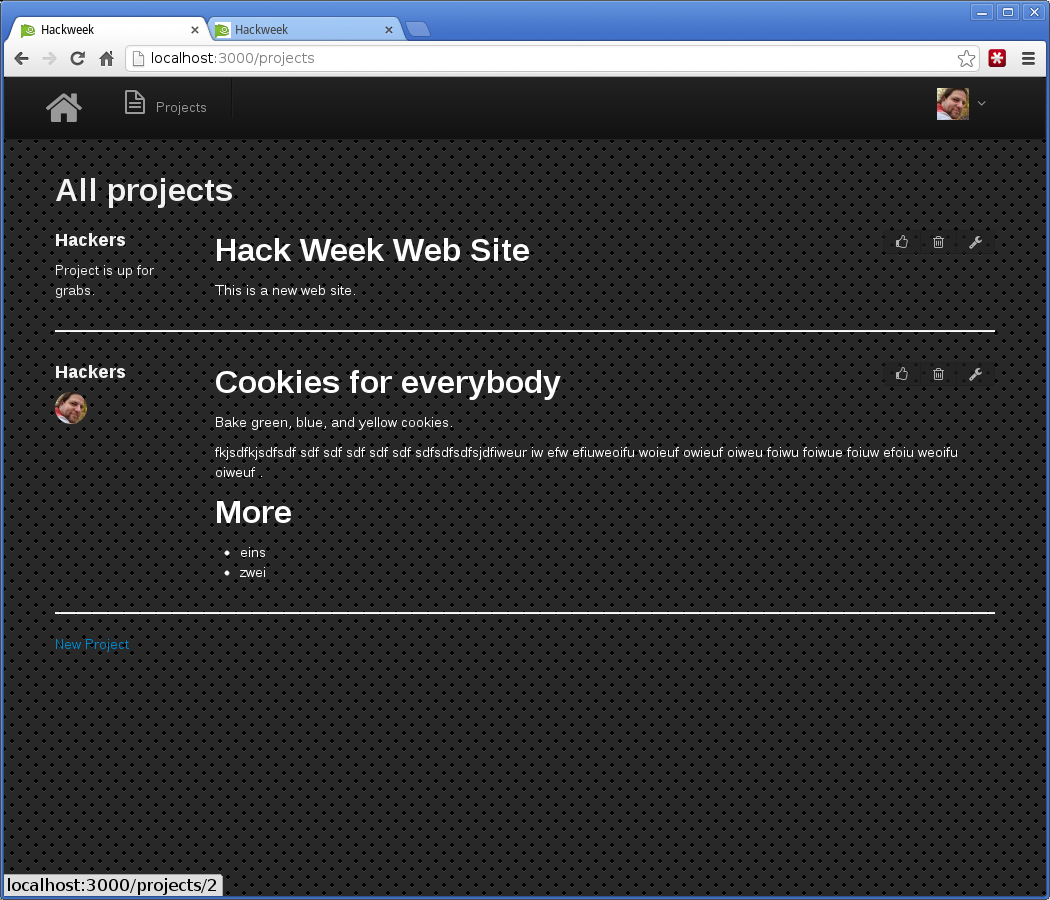 Hackweek
Hackweek
localhost:3000/projects
Projects
All projects
Hackers
Project is up for
grabs.
Hack Week Web Site
This is a new web site.
Hackers
Cookies for everybody
Bake green, blue, and yellow cookies.
fkjsdfkjsdfsdf sdf sdf sdf sdf sdf sdfsdfsdfsjdfiweur iw efw efiuweoifu woieuf owieuf oiweu foiwu foiwue foiuw efoiu weoifu
oiweuf .
More
• eins
• zwei
New Project
localhost:3000/projects/2